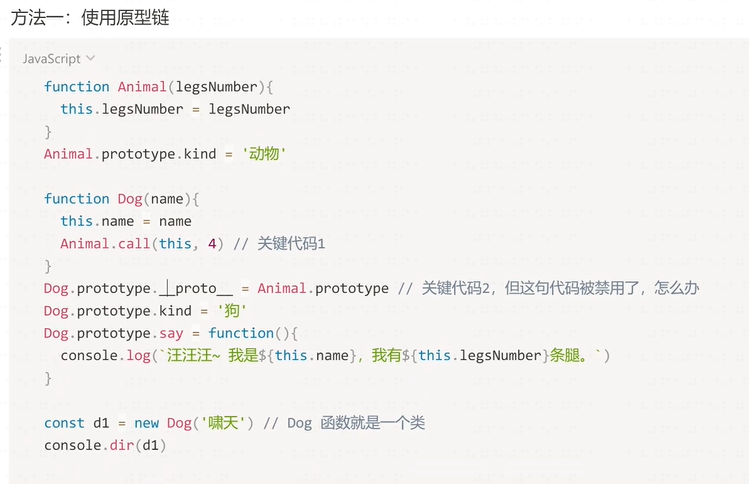 方法一：使用原型链
JavaScript
function Animal(legsNumber){
this.legsNumber = legsNumber
}
Animal.prototype.kind = '动物'
function Dog(name){
this.name = name
Animal.call(this, 4) // 关键代码1
}
Dog.prototype.__proto__ = Animal.prototype // 关键代码2，但这句代码被禁用了，怎么办
Dog.prototype.kind = '狗'
Dog.prototype.say = function(){
console.log(`汪汪汪~ 我是${this.name}，我有${this.legsNumber}条腿。`)
}
const d1 = new Dog('啸天') // Dog 函数就是一个类
console.dir(d1)